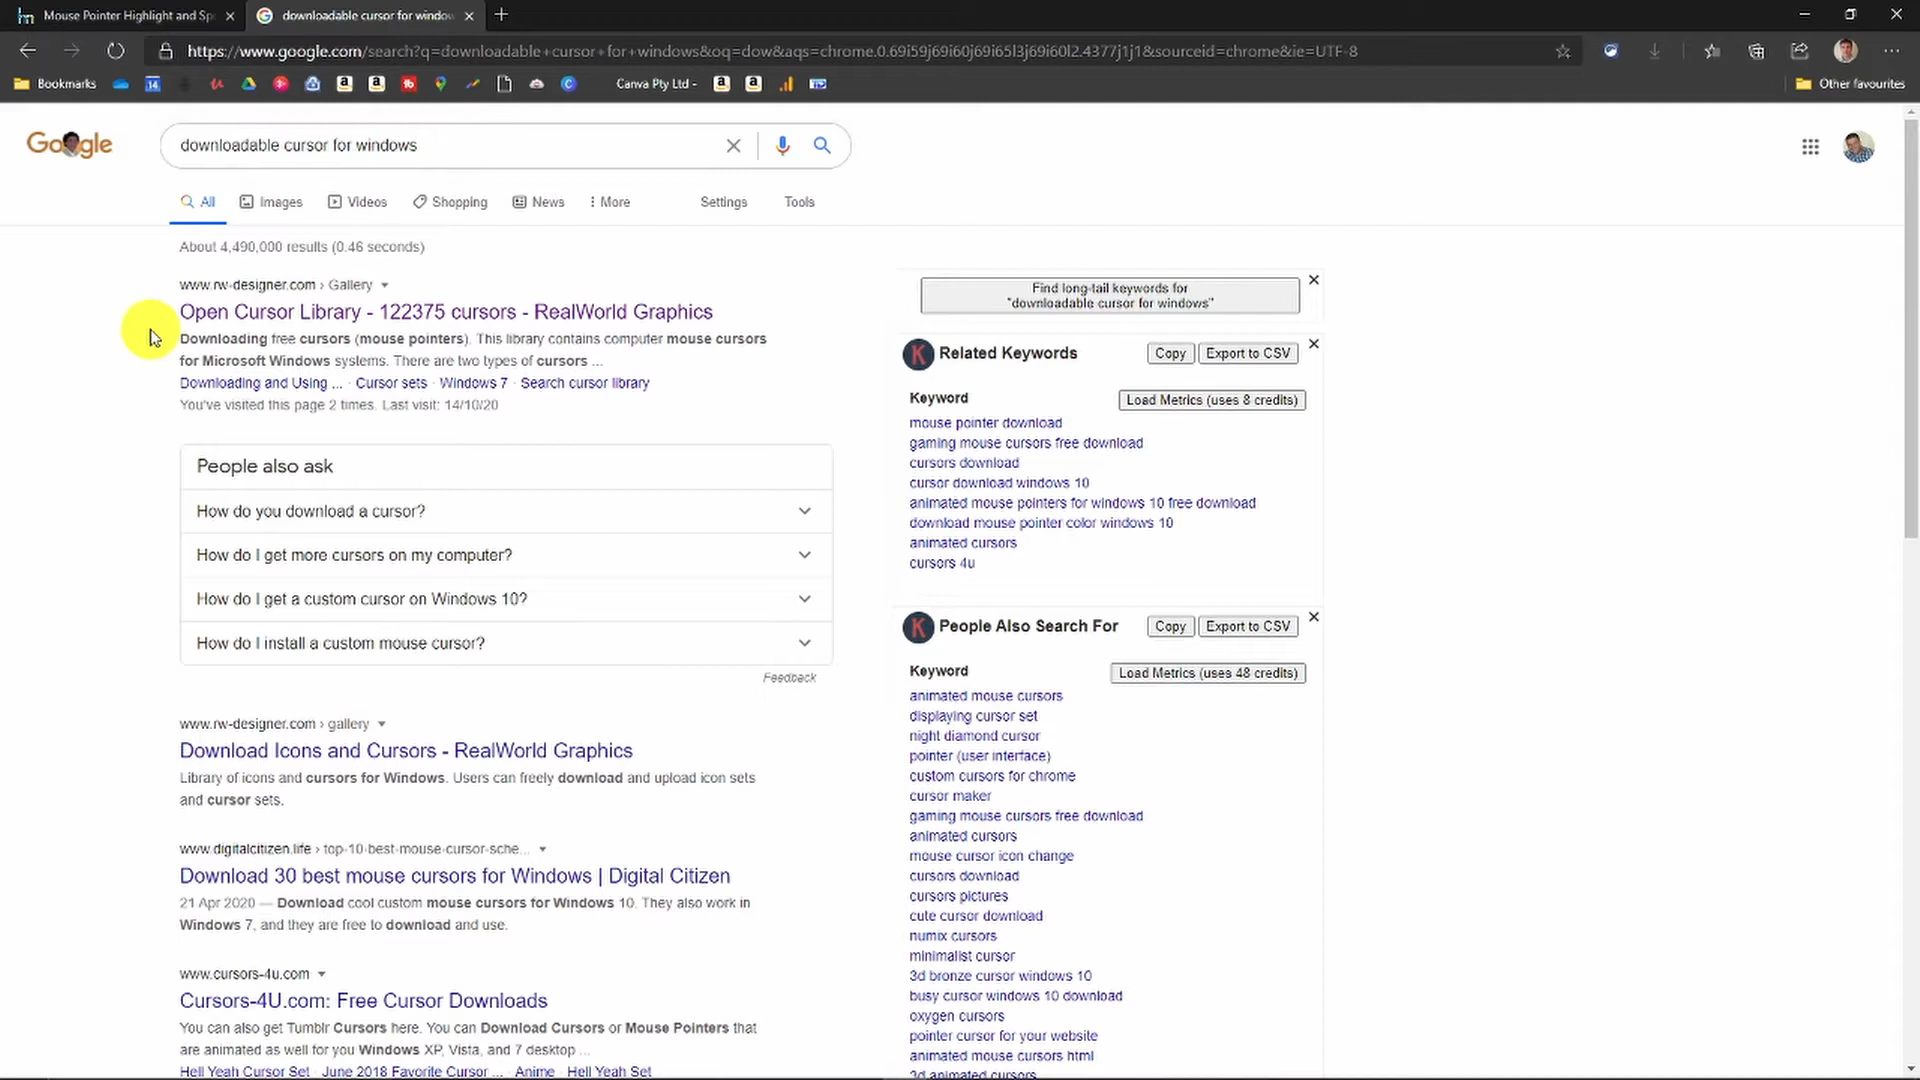 Mouse Pointer Highlight and Sp
downloadable cursor for window
https://www.google.com/search?q=downloadable+cursor+for+windows&oq=dow&aqs=chrome.0.69i59j69i60j69i65l3j69i60l2.4377j1j1&sourceid=chrome&ie=UTF-8
Bookmarks
14
Canva Pty Ltd -
Other favourites
Google
downloadable cursor for windows
All
Images
Videos
Shopping
News
More
Settings
Tools
About 4,490,000 results (0.46 seconds)
www.rw-designer.com › Gallery
Open Cursor Library - 122375 cursors - RealWorld Graphics
Downloading free cursors (mouse pointers). This library contains computer mouse cursors
for Microsoft Windows systems. There are two types of cursors ...
Downloading and Using ... · Cursor sets · Windows 7 · Search cursor library
You've visited this page 2 times. Last visit: 14/10/20
People also ask
How do you download a cursor?
How do I get more cursors on my computer?
How do I get a custom cursor on Windows 10?
How do I install a custom mouse cursor?
Feedback
www.rw-designer.com › gallery
Download Icons and Cursors - RealWorld Graphics
Library of icons and cursors for Windows. Users can freely download and upload icon sets
and cursor sets.
www.digitalcitizen.life › top-10-best-mouse-cursor-sche...
Download 30 best mouse cursors for Windows | Digital Citizen
21 Apr 2020 — Download cool custom mouse cursors for Windows 10. They also work in
Windows 7, and they are free to download and use.
www.cursors-4u.com
Cursors-4U.com: Free Cursor Downloads
You can also get Tumblr Cursors here. You can Download Cursors or Mouse Pointers that
are animated as well for you Windows XP, Vista, and 7 desktop ...
Hell Yeah Cursor Set · June 2018 Favorite Cursor ... · Anime · Hell Yeah Set
Find long-tail keywords for
"downloadable cursor for windows"
K Related Keywords
Copy
Export to CSV
Keyword
Load Metrics (uses 8 credits)
mouse pointer download
gaming mouse cursors free download
cursors download
cursor download windows 10
animated mouse pointers for windows 10 free download
download mouse pointer color windows 10
animated cursors
cursors 4u
K People Also Search For
Copy
Export to CSV
Keyword
Load Metrics (uses 48 credits)
animated mouse cursors
displaying cursor set
night diamond cursor
pointer (user interface)
custom cursors for chrome
cursor maker
gaming mouse cursors free download
animated cursors
mouse cursor icon change
cursors download
cursors pictures
cute cursor download
numix cursors
minimalist cursor
3d bronze cursor windows 10
busy cursor windows 10 download
oxygen cursors
pointer cursor for your website
animated mouse cursors html
3d animated cursors